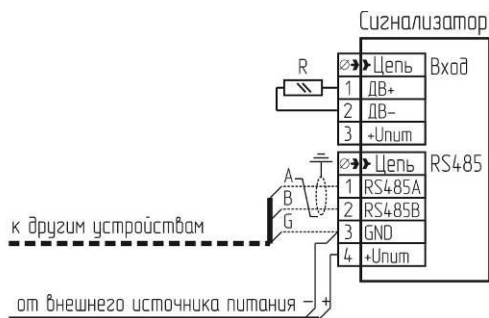 Сигнализатор
R
Цепь Вход
1 ДВ+
2 ДВ-
3 +Uпит
Цепь RS485
A 1 RS485A
B 2 RS485B
G 3 GND
4 +Uпит
к другим устройствам
от внешнего источника питания - +